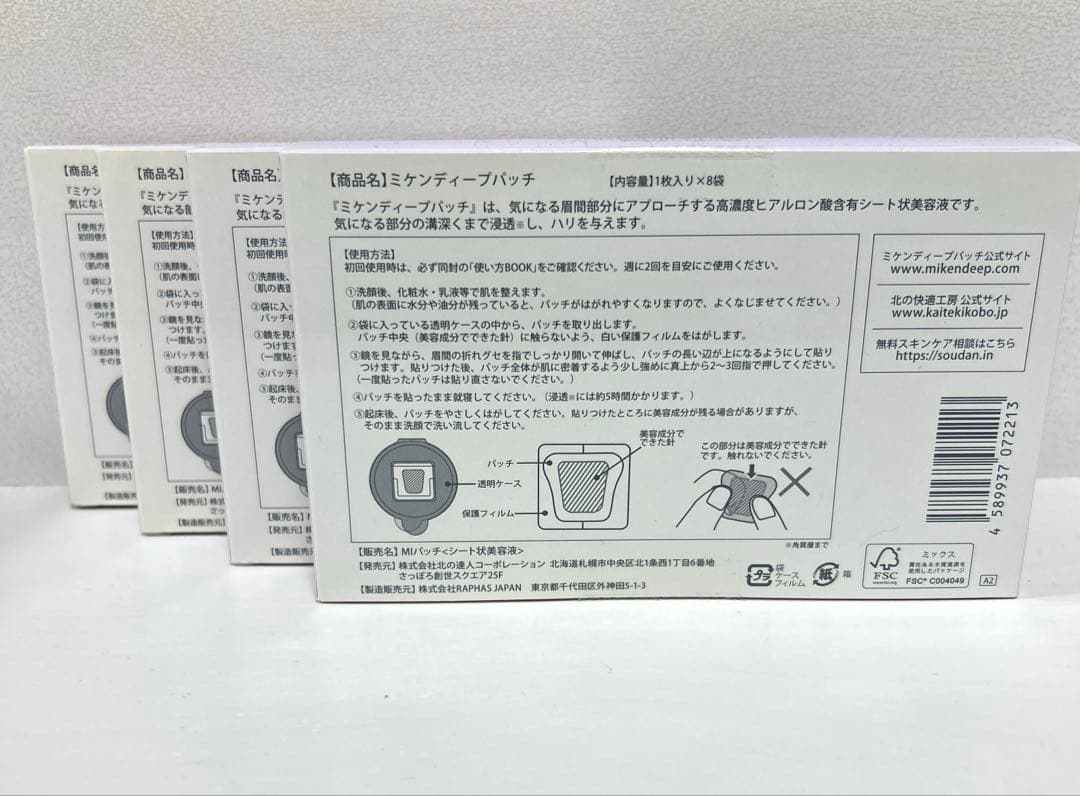 【商品名】ミケンディープパッチ 【内容量】1枚入り×8袋
『ミケンディープパッチ』は、気になる眉間部分にアプローチする高濃度ヒアルロン酸含有シート状美容液です。
気になる部分の溝深くまで浸透※し、ハリを与えます。
【使用方法】
初回使用時は、必ず同封の「使い方BOOK」をご確認ください。週に2回を目安にご使用ください。
①洗顔後、化粧水・乳液等で肌を整えます。
(肌の表面に水分や油分が残っていると、パッチがはがれやすくなりますので、よくなじませてください。)
②袋に入っている透明ケースの中から、パッチを取り出します。
パッチ中央(美容成分でできた針)に触らないよう、白い保護フィルムをはがします。
③鏡を見ながら、眉間の折れグセを指でしっかり開いて伸ばし、パッチの長い辺が上になるようにして貼り
つけます。貼りつけた後、パッチ全体が肌に密着するよう少し強めに真上から2〜3回指で押してください。
(一度貼ったパッチは貼り直さないでください。)
④パッチを貼ったまま就寝してください。(浸透※には約5時間かかります。)
⑤起床後、パッチをやさしくはがしてください。貼りつけたところに美容成分が残る場合がありますが、
そのまま洗顔で洗い流してください。
パッチ
透明ケース
保護フィルム
美容成分で
できた針
この部分は美容成分でできた針
です。触れないでください。
※角質層まで
【販売名】MIパッチ<シート状美容液>
【発売元】株式会社北の達人コーポレーション 北海道札幌市中央区北1条西1丁目6番地
さっぽろ創世スクエア25F
【製造販売元】株式会社RAPHAS JAPAN 東京都千代田区外神田5-1-3
ミケンディープパッチ公式サイト
www.mikendeep.com
北の快適工房 公式サイト
www.kaitekikobo.jp
無料スキンケア相談はこちら
https://soudan.in
4 589937 072213
プラ
袋
ケース
フィルム
紙
箱
FSC
www.fsc.org
ミックス
責任ある木質資源を
使用したパッケージ
FSC® C004049
A2